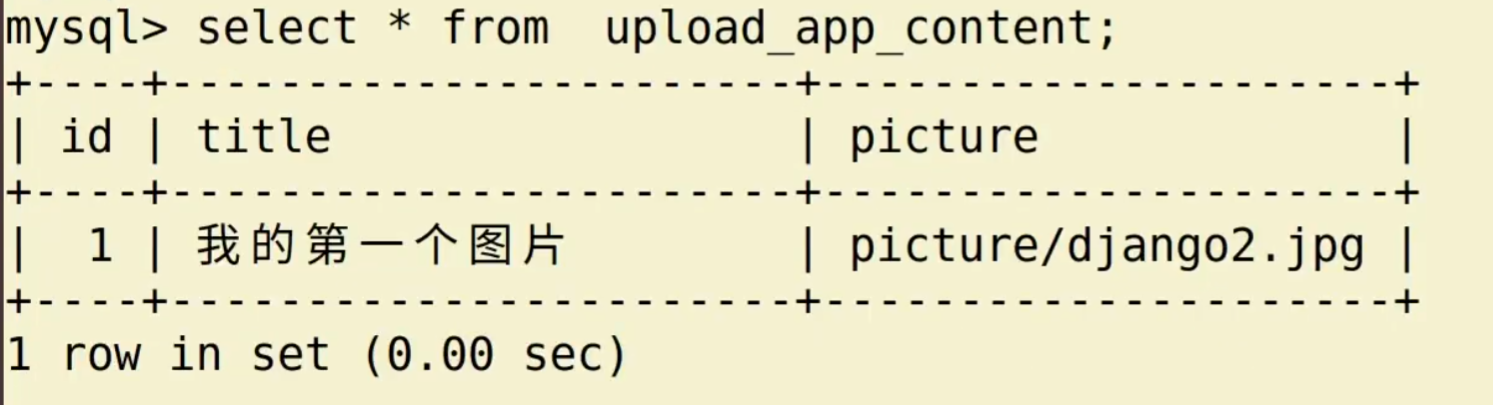 mysql> select * from  upload_app_content;
+----+-----------------------+---------------------+
| id | title                 | picture             |
+----+-----------------------+---------------------+
|  1 | 我的第一个图片        | picture/django2.jpg |
+----+-----------------------+---------------------+
1 row in set (0.00 sec)